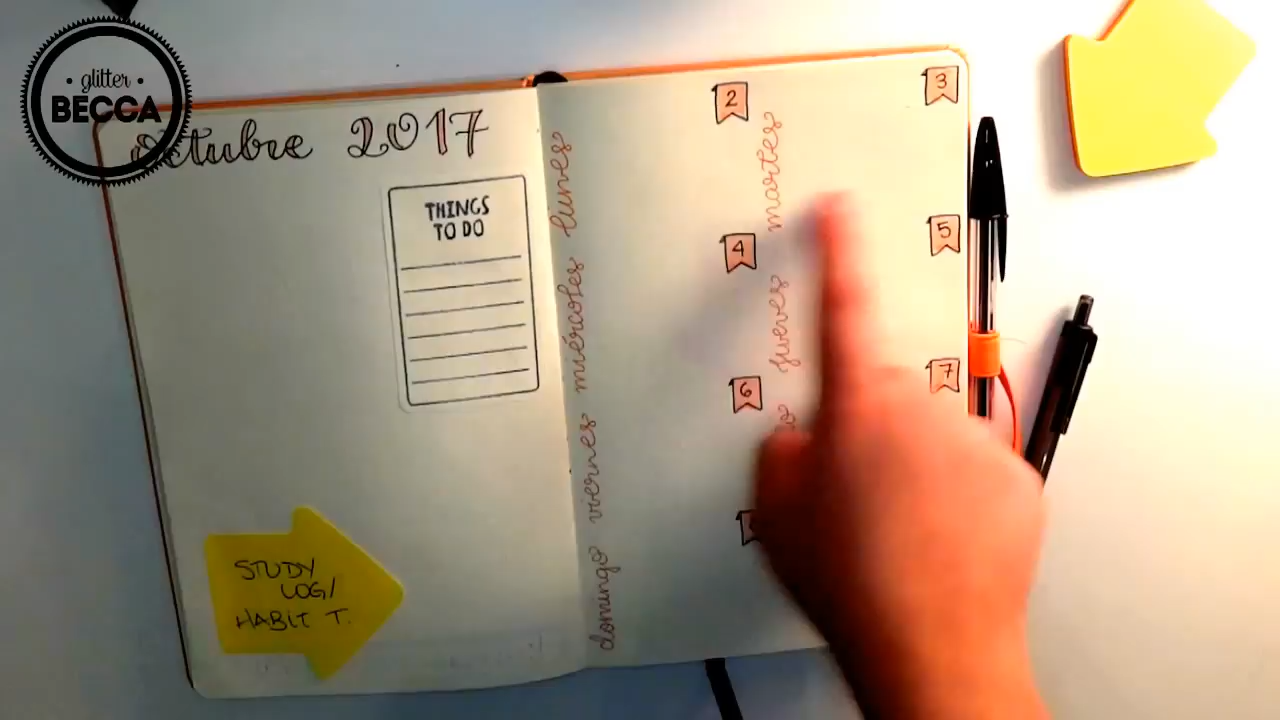 glitter
BECCA
octubre 2017
THINGS
TO DO
STUDY
LOG/
HABIT T.
lunes
2
martes
3
miércoles
4
jueves
5
viernes
6
7
domingo